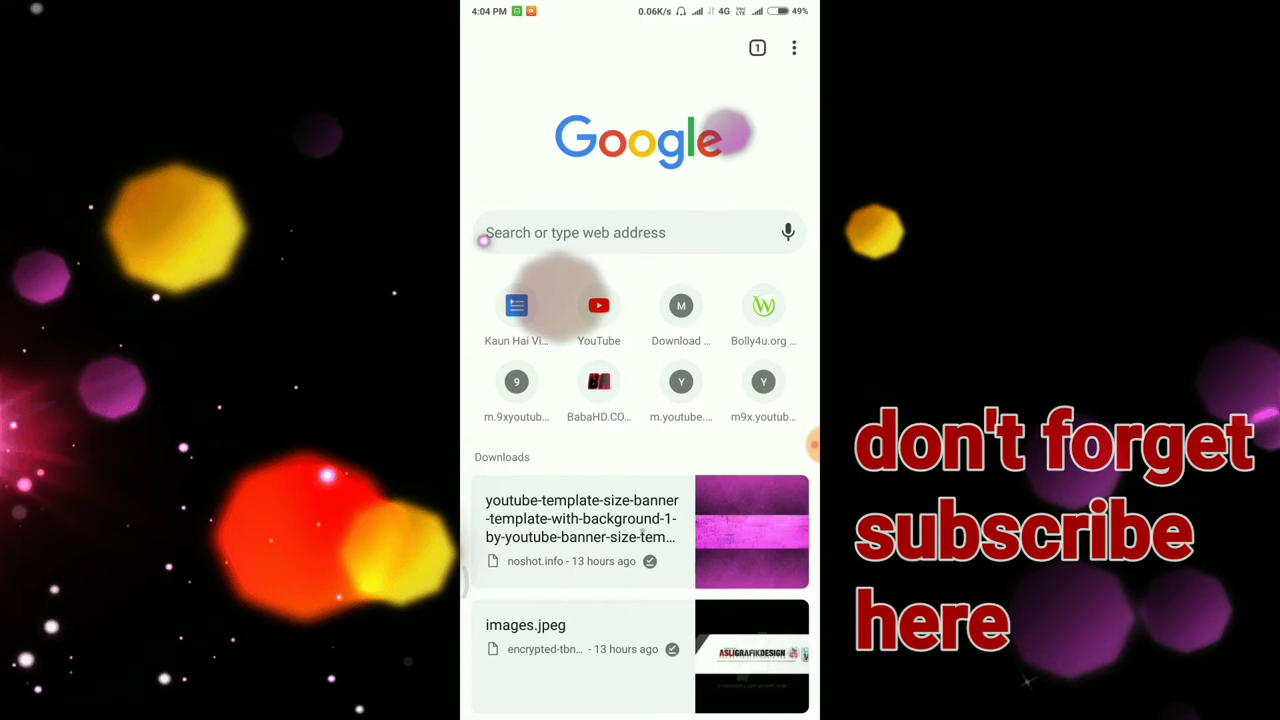 4:04 PM
0.06K/s
4G
49%
1
Google
Search or type web address
Kaun Hai Vi...
YouTube
M
Download ...
Bolly4u.org ...
9
m.9xyoutub...
BabaHD.CO...
Y
m.youtube....
Y
m9x.youtub...
Downloads
youtube-template-size-banner
-template-with-background-1-
by-youtube-banner-size-tem...
noshot.info - 13 hours ago
images.jpeg
encrypted-tbn... - 13 hours ago
ASLIGRAFIKDESIGN
don't forget
subscribe
here